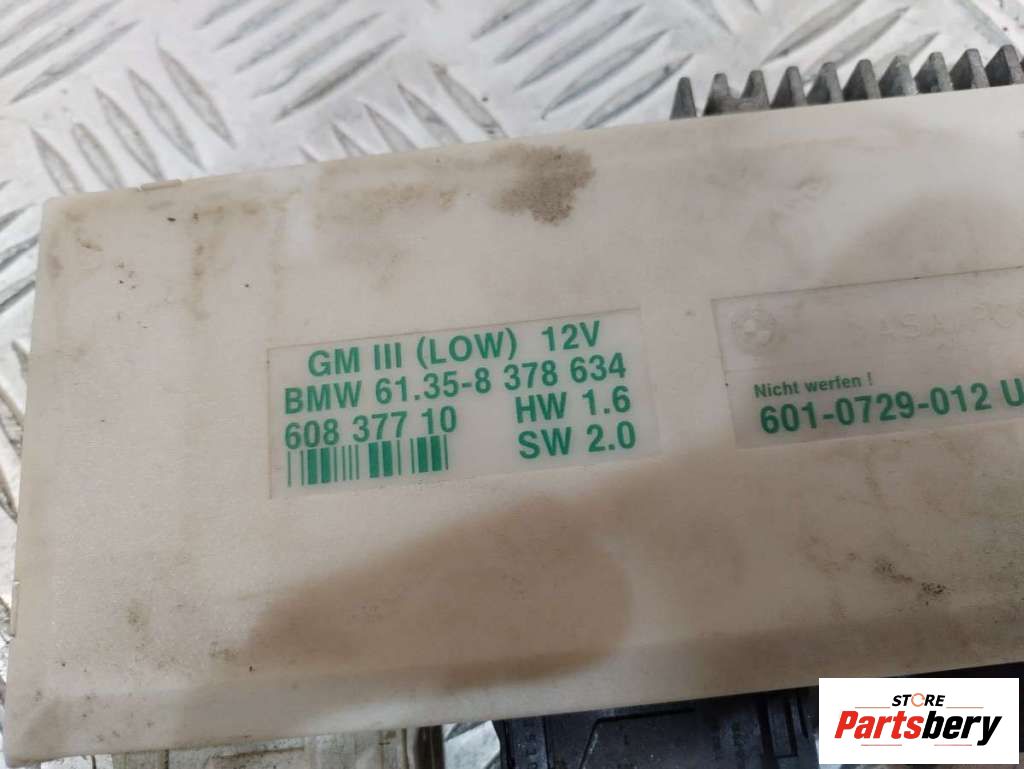 GM III (LOW) 12V
BMW 61.35-8 378 634
608 377 10 HW 1.6
SW 2.0
Nicht werfen !
601-0729-012 U
STORE
Partsbery